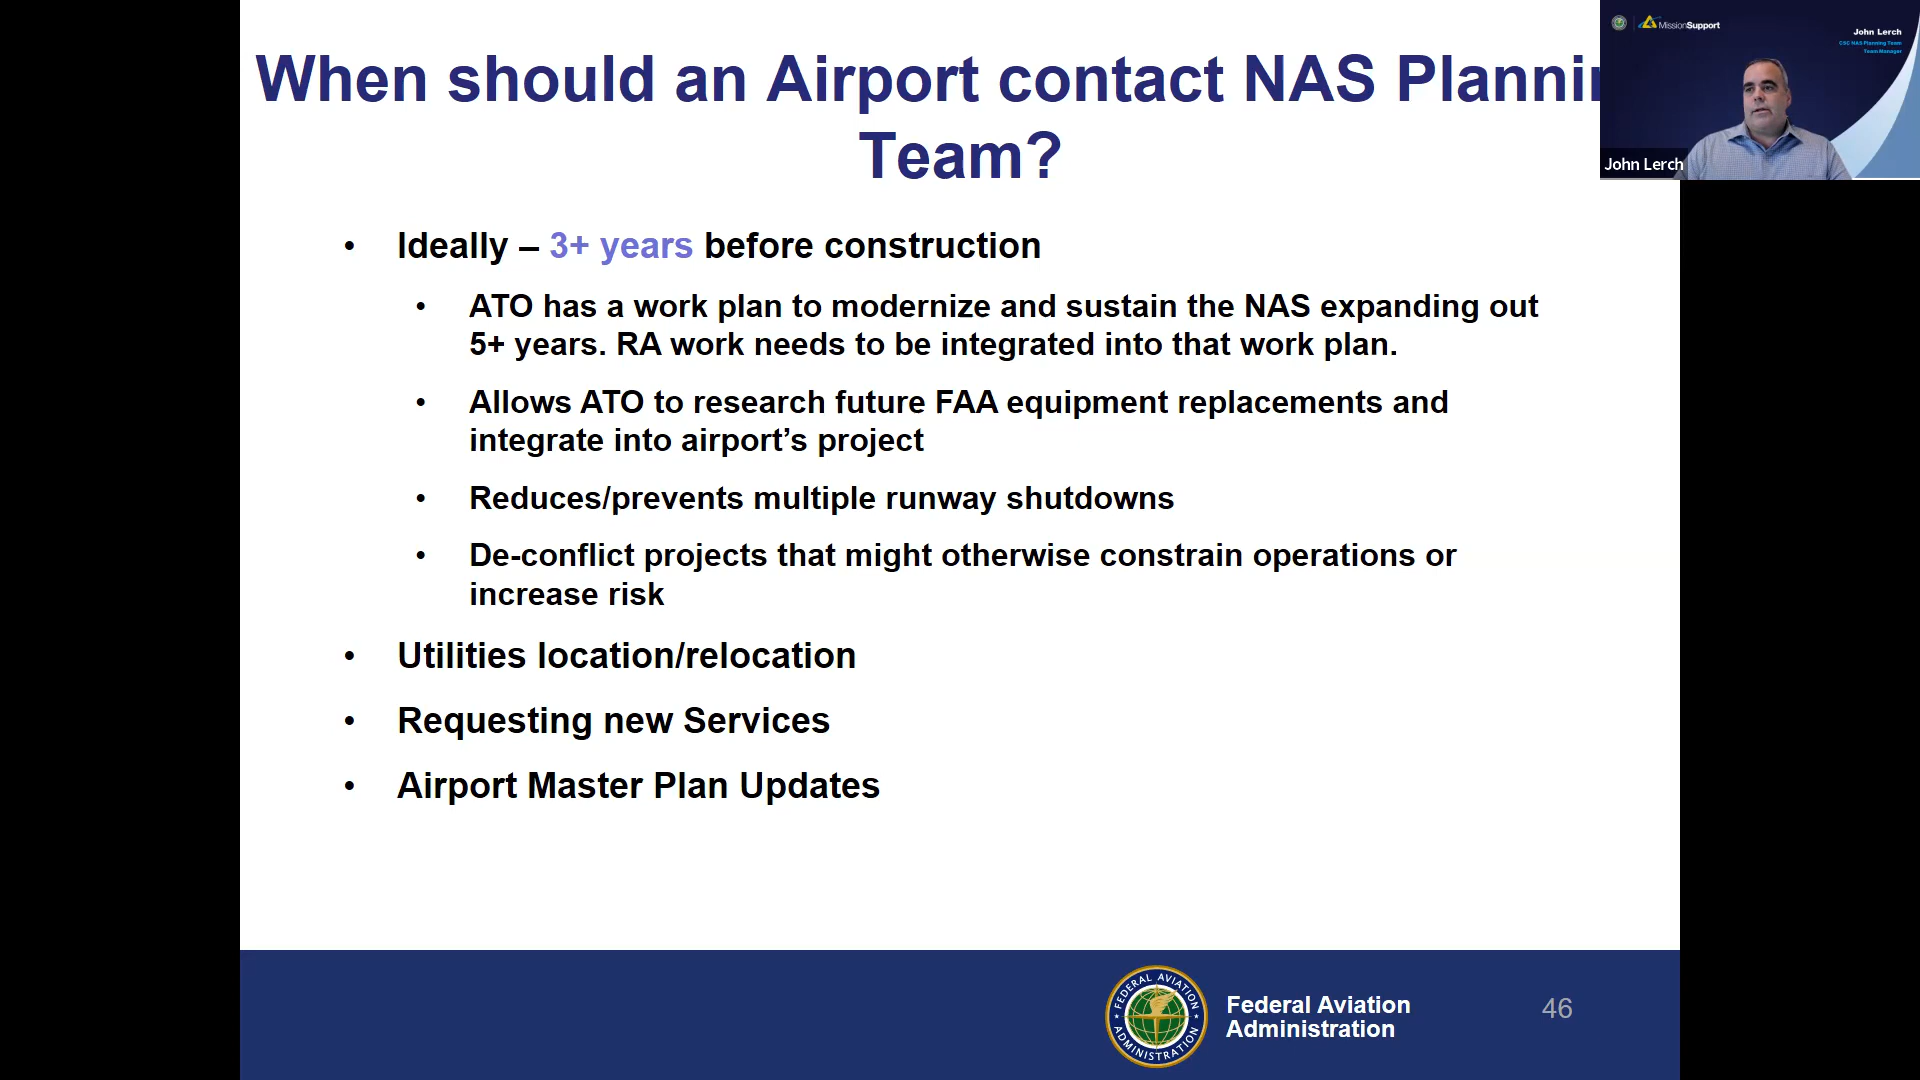 When should an Airport contact NAS Plannin
Team?
MissionSupport
John Lerch
CSC NAS Planning Team
Team Manager
John Lerch
• Ideally – 3+ years before construction
• ATO has a work plan to modernize and sustain the NAS expanding out
5+ years. RA work needs to be integrated into that work plan.
• Allows ATO to research future FAA equipment replacements and
integrate into airport’s project
• Reduces/prevents multiple runway shutdowns
• De-conflict projects that might otherwise constrain operations or
increase risk
• Utilities location/relocation
• Requesting new Services
• Airport Master Plan Updates
FEDERAL AVIATION
ADMINISTRATION
Federal Aviation
Administration
46